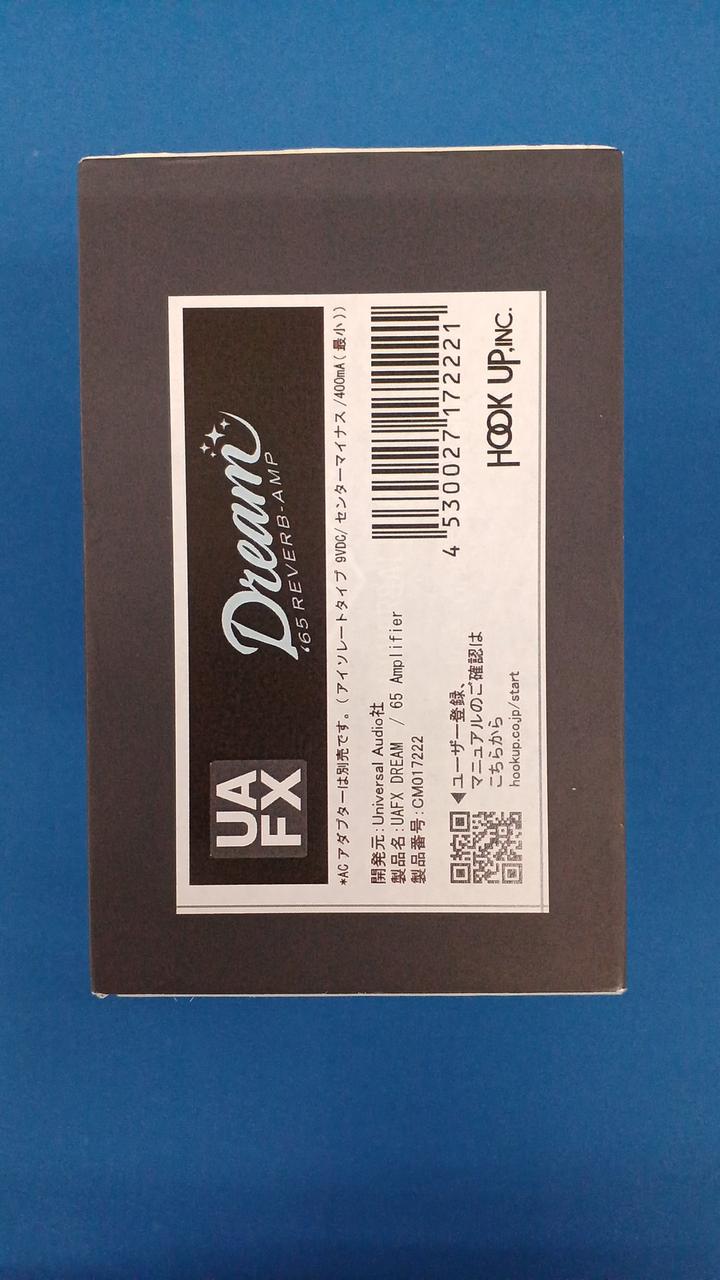 UA
FX
Dream
'65 REVERB-AMP
*ACアダプターは別売です。(アイソレートタイプ 9VDC/ センターマイナス /400mA(最小))
開発元:Universal Audio社
製品名:UAFX DREAM / 65 Amplifier
製品番号:CM017222
4 530027 172221
◀ユーザー登録、
マニュアルのご確認は
こちらから
hookup.co.jp/start
HOOK UP,INC.